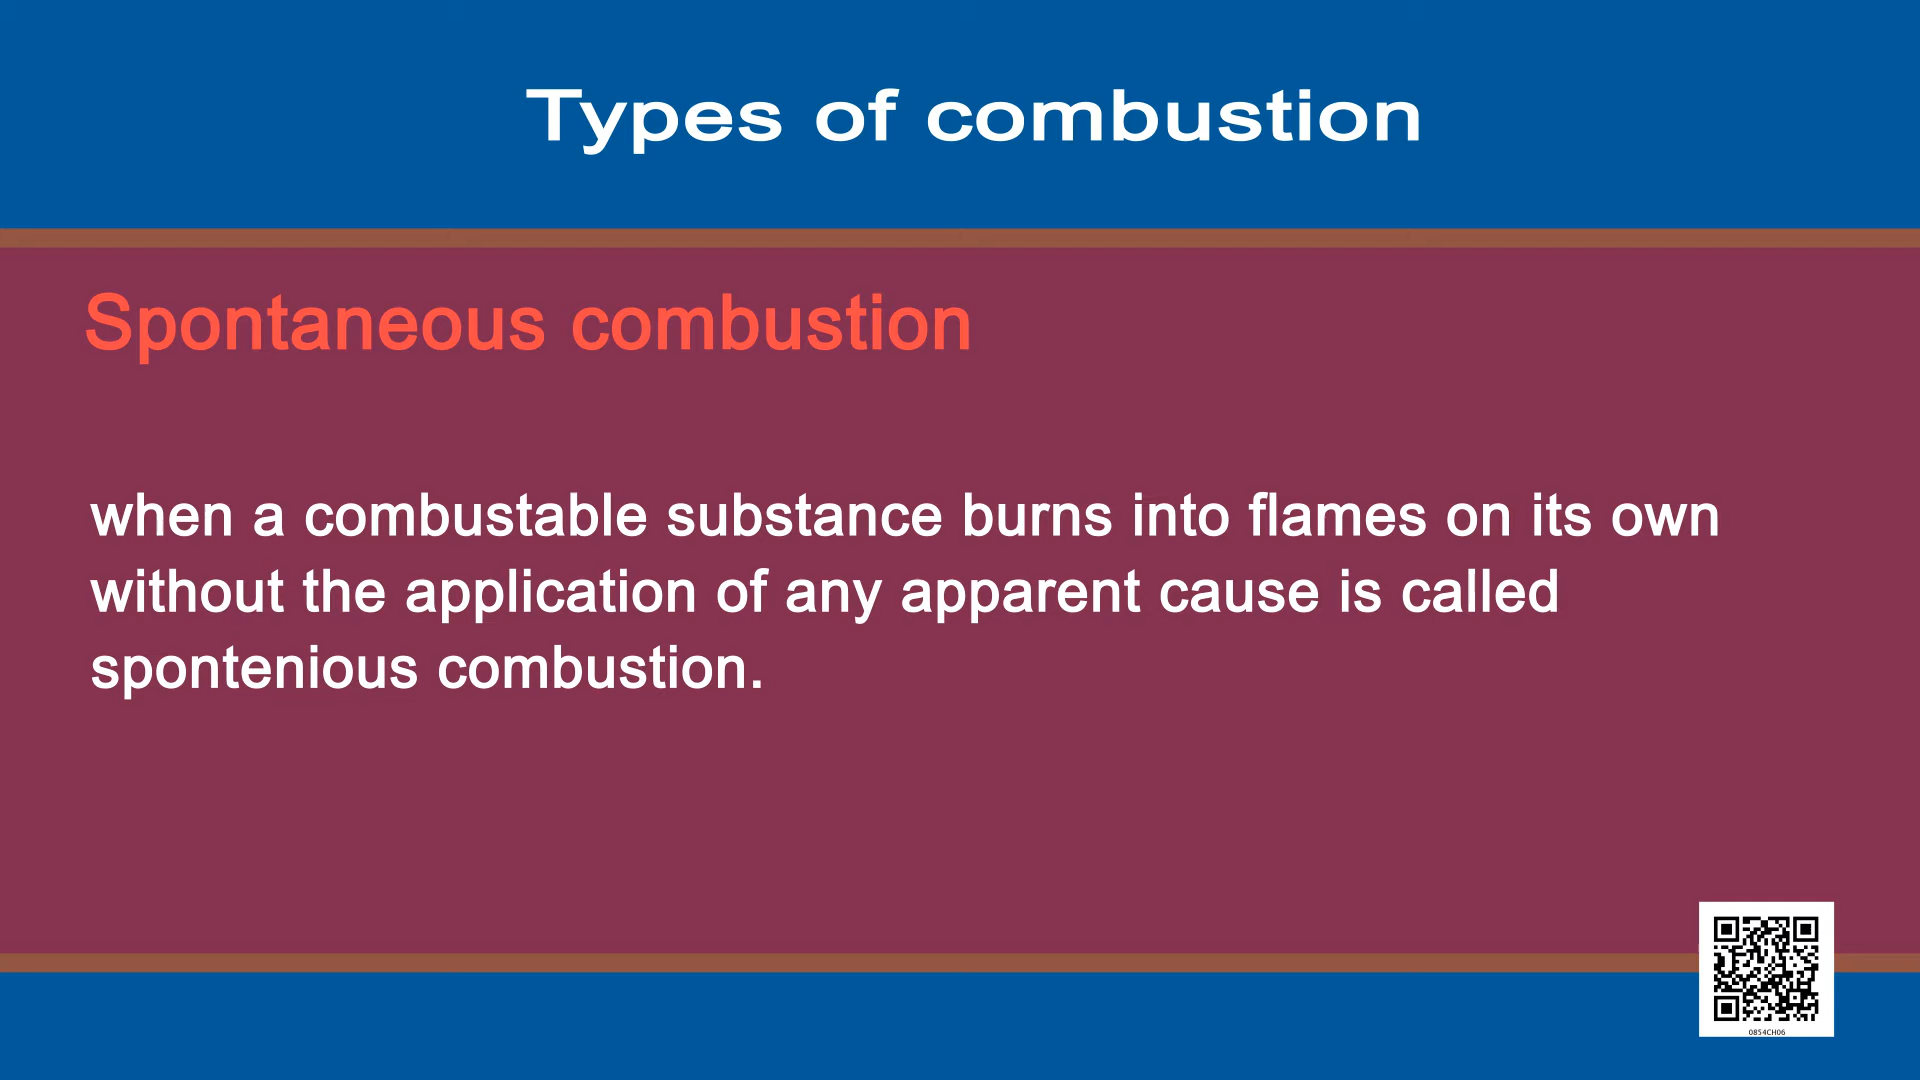 Types of combustion
Spontaneous combustion
when a combustable substance burns into flames on its own
without the application of any apparent cause is called
spontenious combustion.
0854CH06